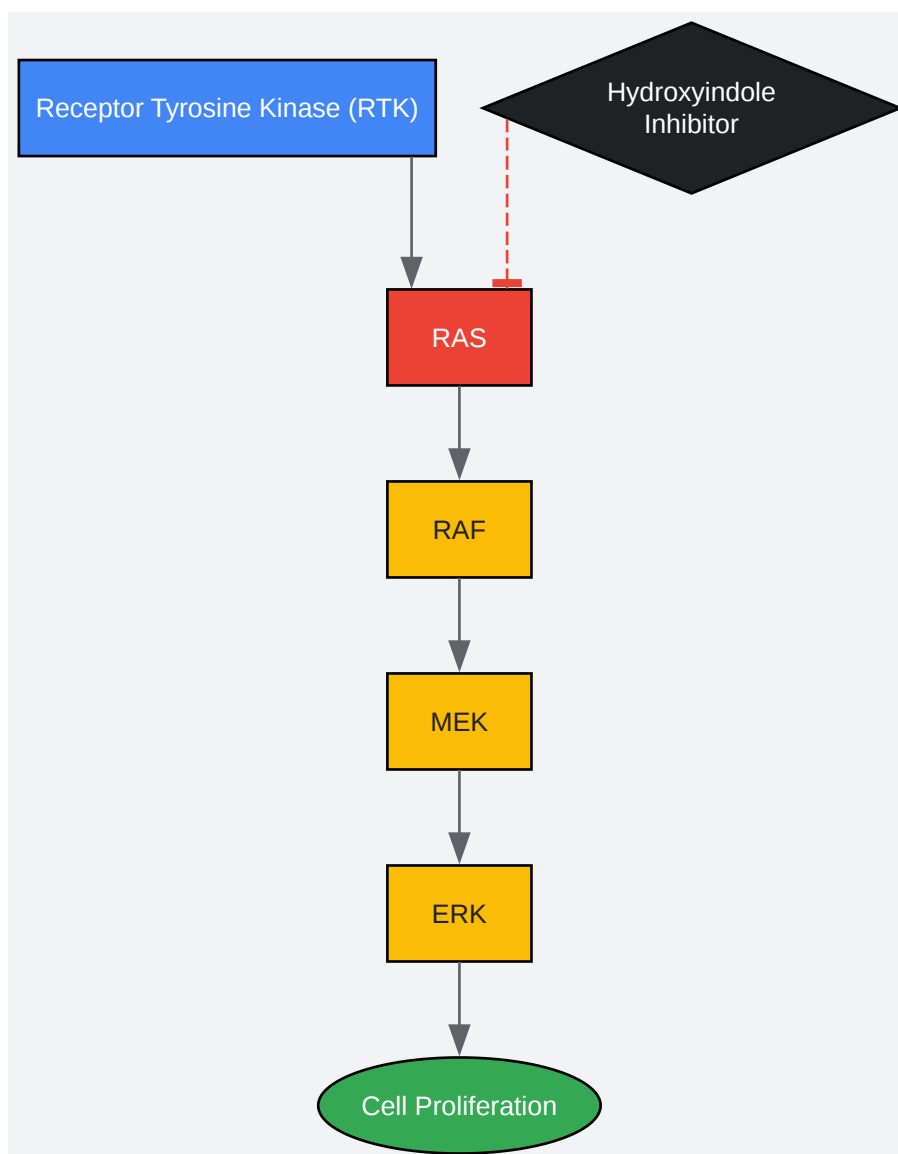 Receptor Tyrosine Kinase (RTK)
Hydroxyindole
Inhibitor
RAS
RAF
MEK
ERK
Cell Proliferation